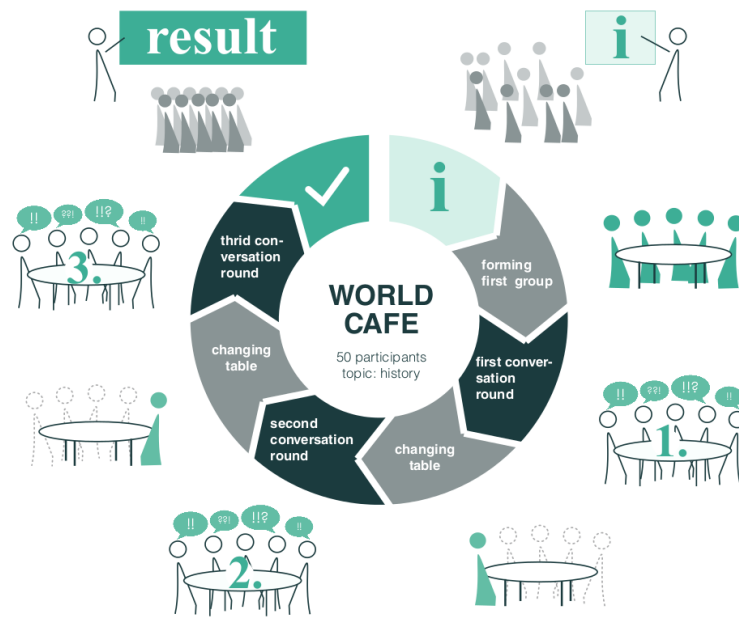 result
i
i
forming
first group
first conver-
sation
round
1.
changing
table
second
conversation
round
2.
changing
table
thrid con-
versation
round
3.
WORLD
CAFE
50 participants
topic: history